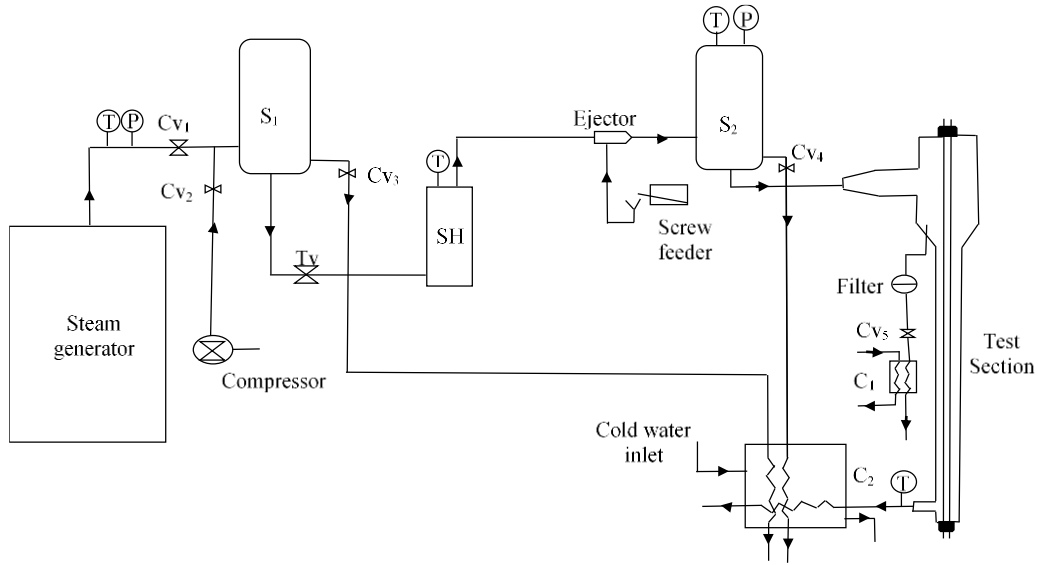 T P
S₁
T P
Cv₁
Ejector
S₂
Cv₂
Cv₃
T
Cv₄
SH
Screw
feeder
Tv
Filter
Steam
generator
Cv₅
Test
Section
Compressor
C₁
Cold water
inlet
C₂
T